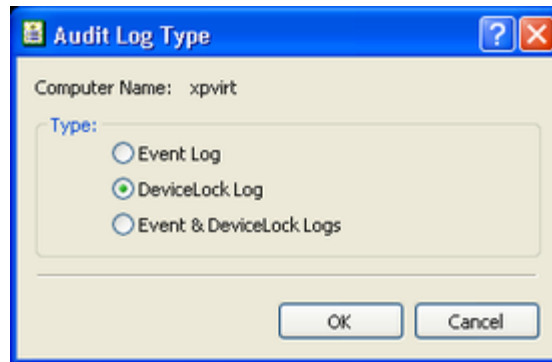 Audit Log Type
Computer Name: xpvirt
Type:
Event Log
DeviceLock Log
Event & DeviceLock Logs
OK Cancel